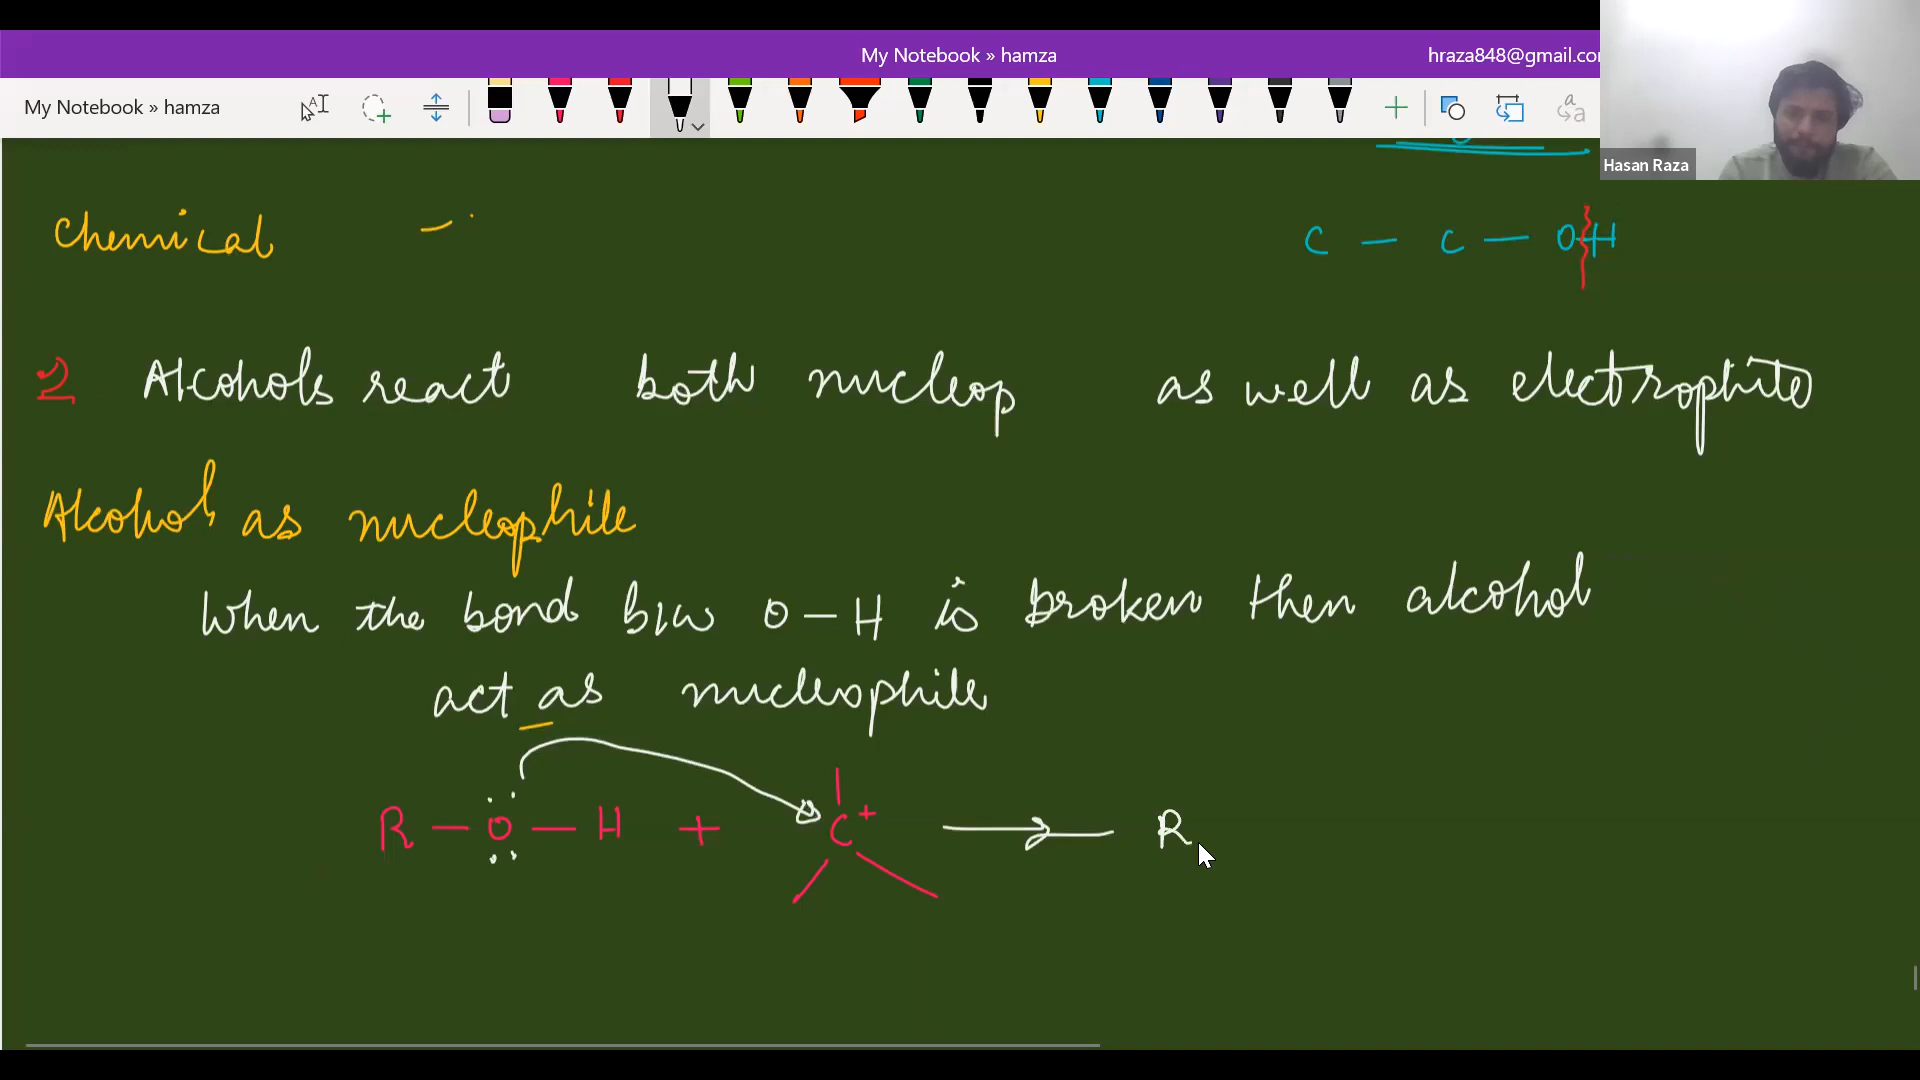 My Notebook » hamza
hraza848@gmail.co
My Notebook » hamza
Hasan Raza
Chemical -
C - C - OH
2 Alcohols react both nucleop as well as electrophile
Alcohol as nucleophile
When the bond b/w O-H is broken then alcohol
act as nucleophile
R - O - H + C+ → R